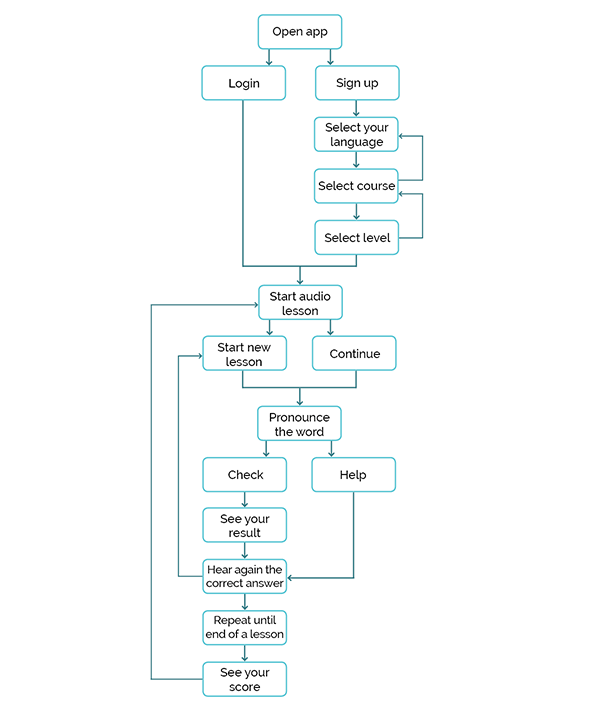 Open app
Login
Sign up
Select your
language
Select course
Select level
Start audio
lesson
Start new
lesson
Continue
Pronounce
the word
Check
Help
See your
result
Hear again the
correct answer
Repeat until
end of a lesson
See your
score